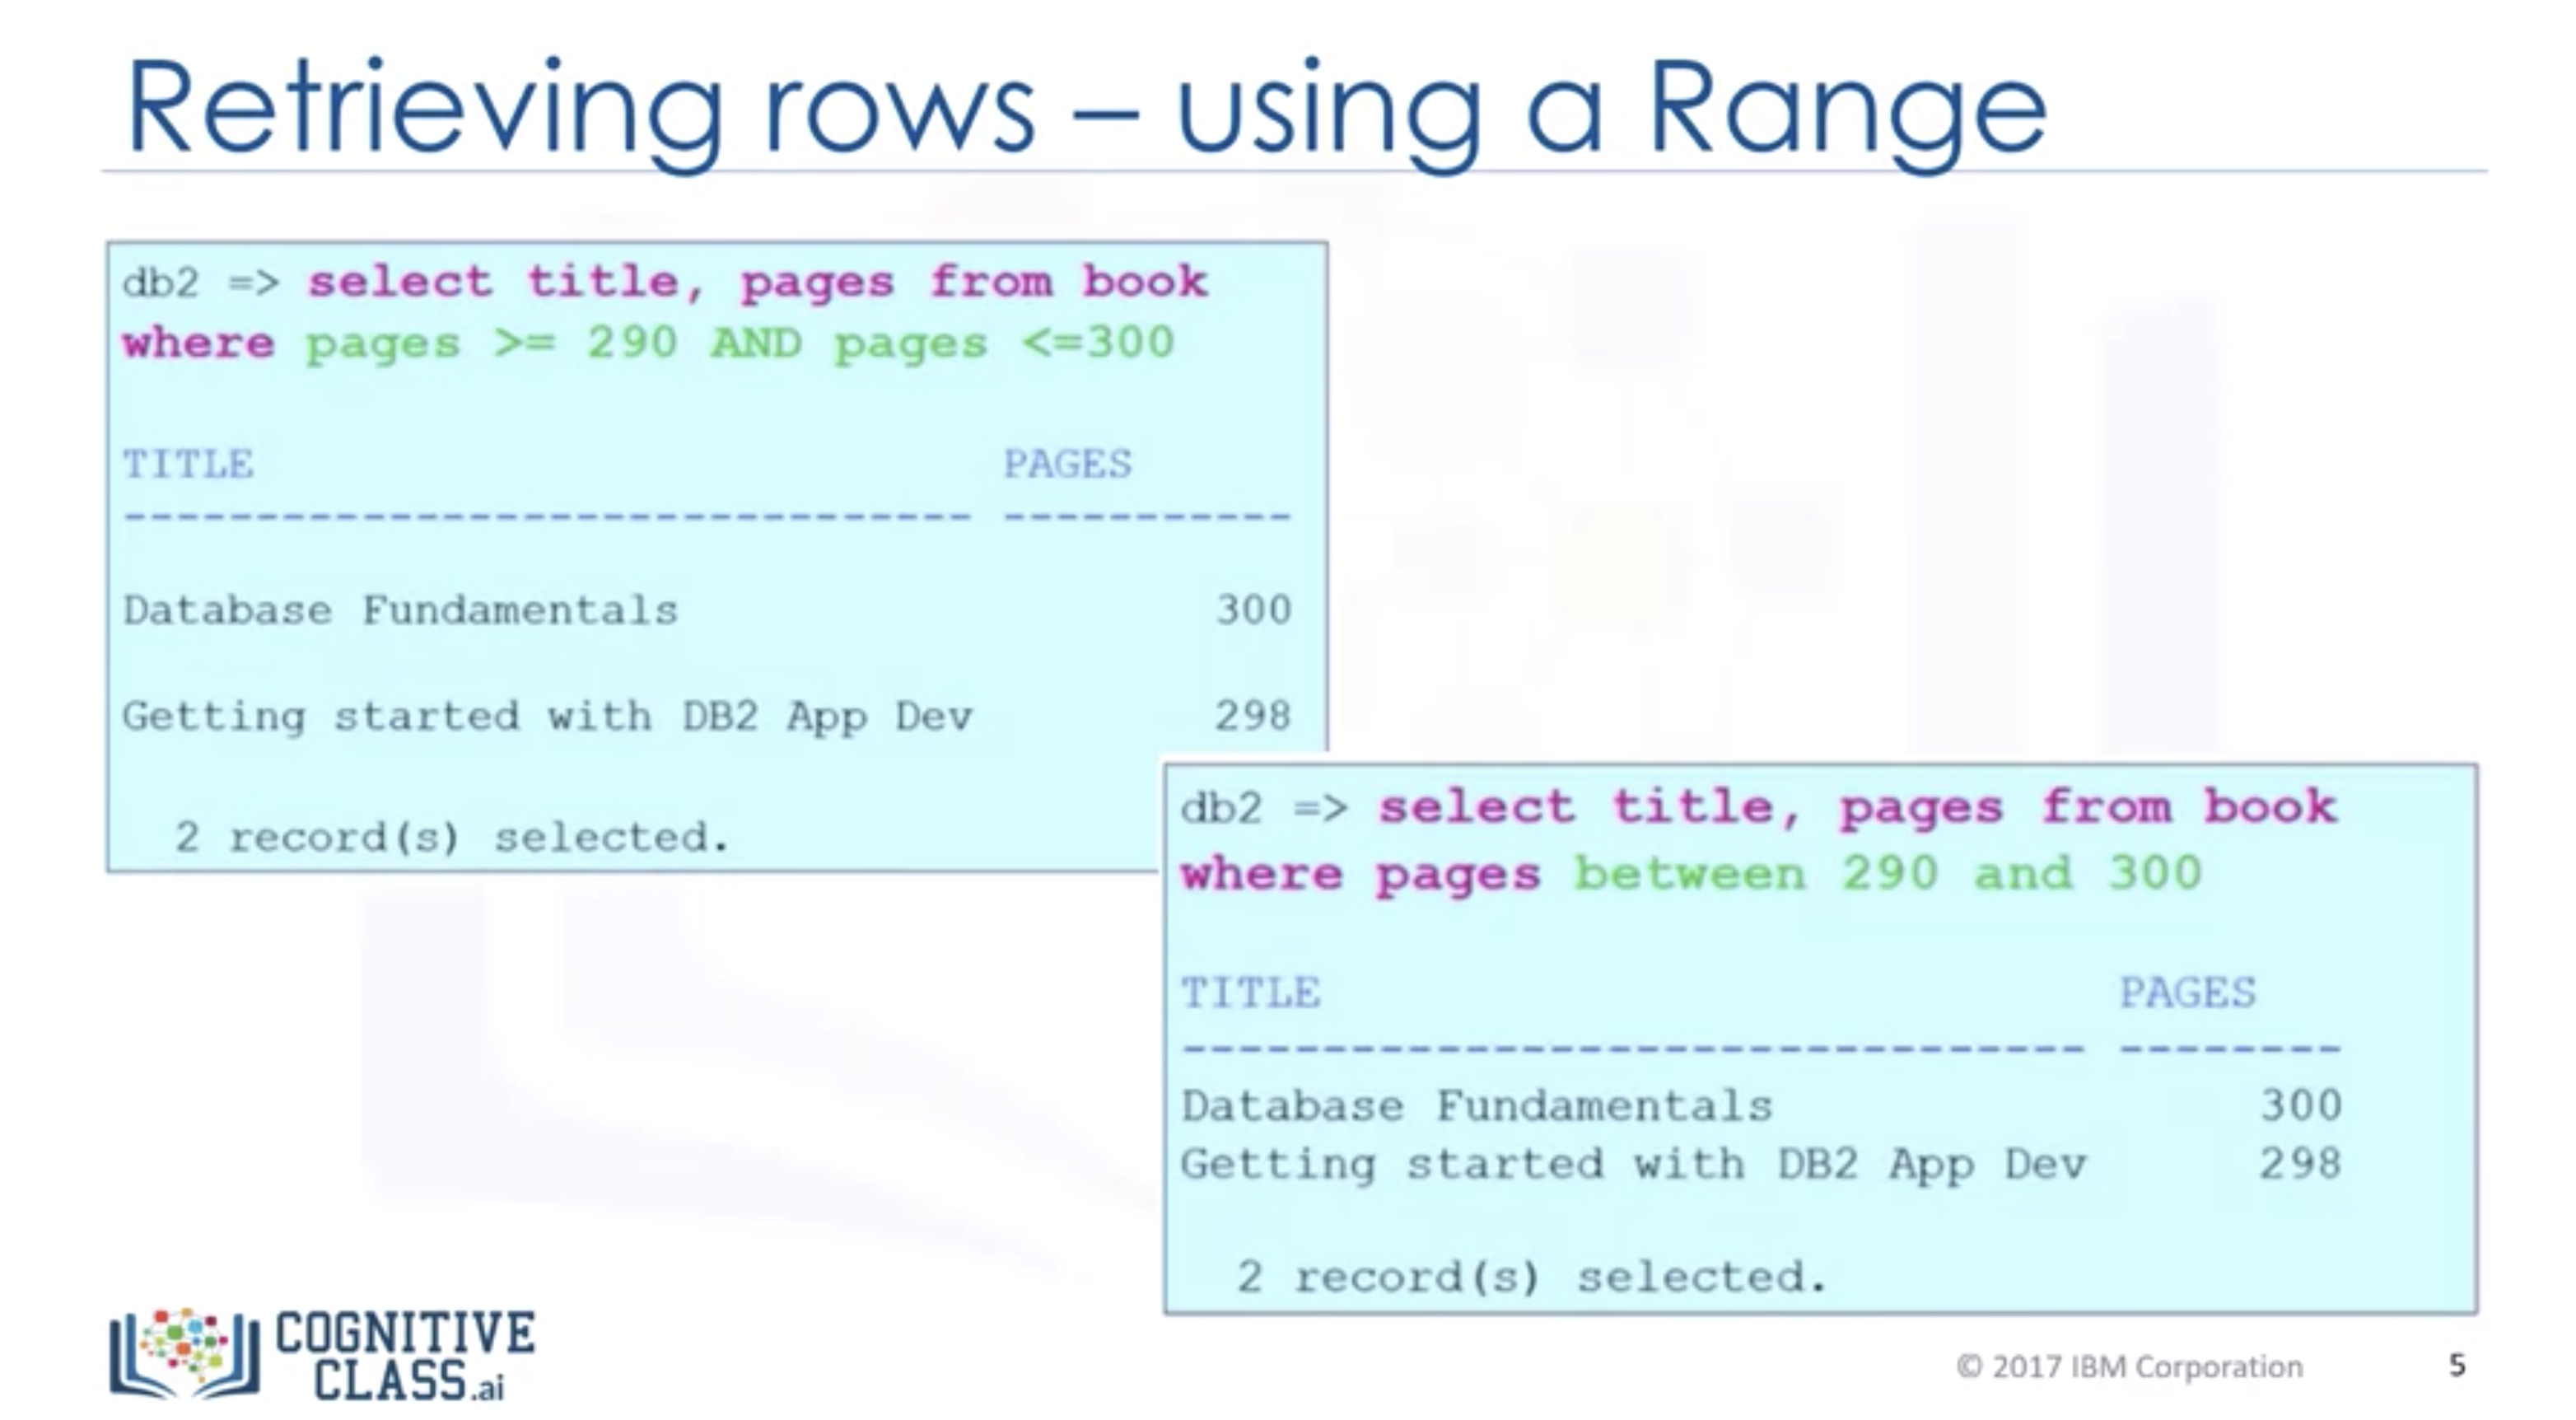 Retrieving rows – using a Range
db2 => select title, pages from book
where pages >= 290 AND pages <=300
TITLE PAGES
-------------------------------- -----------
Database Fundamentals 300
Getting started with DB2 App Dev 298
2 record(s) selected.
db2 => select title, pages from book
where pages between 290 and 300
TITLE PAGES
-------------------------------- --------
Database Fundamentals 300
Getting started with DB2 App Dev 298
2 record(s) selected.
COGNITIVE
CLASS.ai
© 2017 IBM Corporation 5